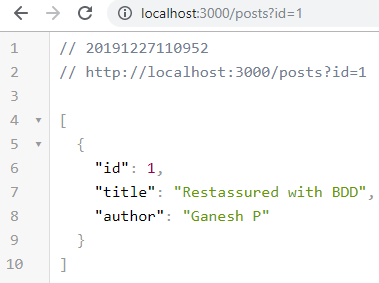 localhost:3000/posts?id=1
1 // 20191227110952
2 // http://localhost:3000/posts?id=1
3
4 [
5 {
6 "id": 1,
7 "title": "Restassured with BDD",
8 "author": "Ganesh P"
9 }
10 ]